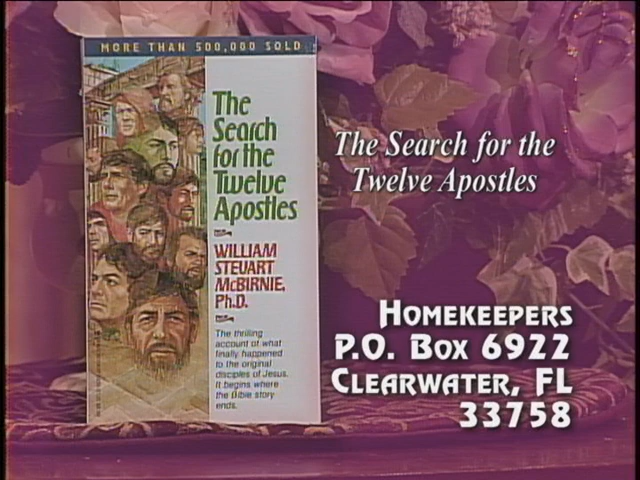 MORE THAN 500,000 SOLD
The
Search
for the
Twelve
Apostles
WILLIAM
STEUART
McBIRNIE,
Ph.D.
The thrilling
account of what
finally happened
to the original
disciples of Jesus.
It begins where
the Bible story
ends.
The Search for the
Twelve Apostles
HOMEKEEPERS
P.O. BOX 6922
CLEARWATER, FL
33758